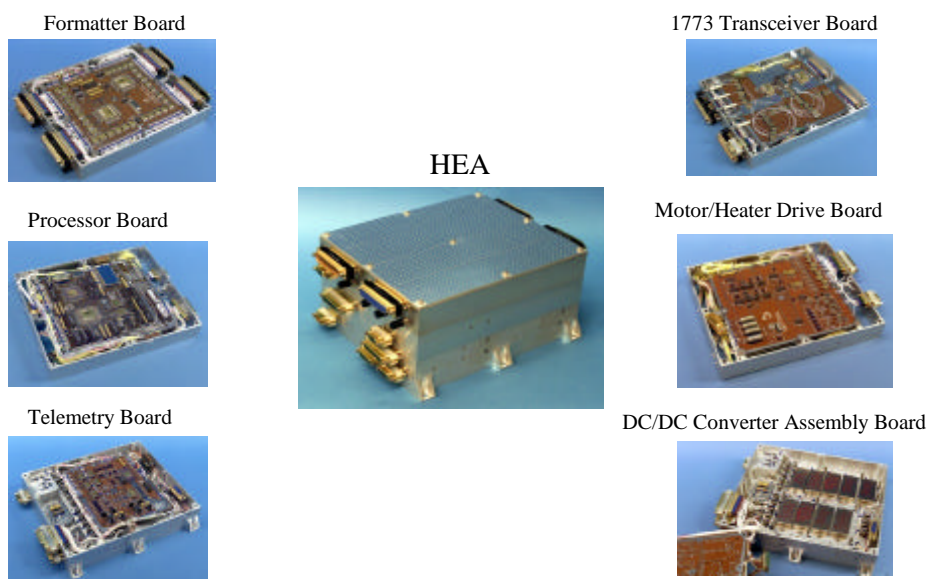 Formatter Board
1773 Transceiver Board
HEA
Processor Board
Motor/Heater Drive Board
Telemetry Board
DC/DC Converter Assembly Board